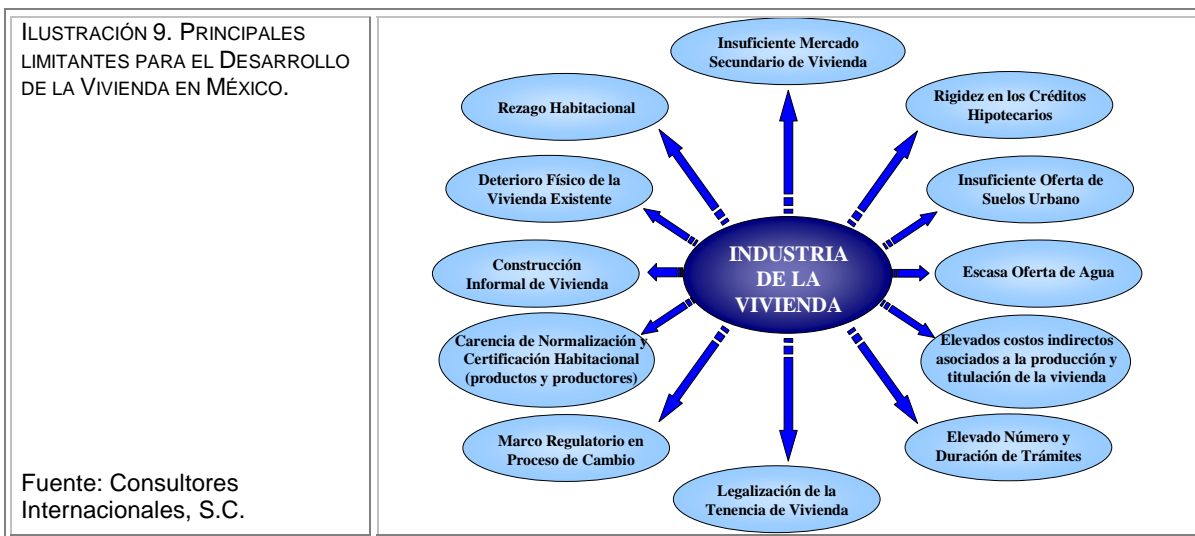 ILUSTRACIÓN 9. PRINCIPALES
LIMITANTES PARA EL DESARROLLO
DE LA VIVIENDA EN MÉXICO.
Fuente: Consultores
Internacionales, S.C.
Insuficiente Mercado
Secundario de Vivienda
Rezago Habitacional
Rigidez en los Créditos
Hipotecarios
Deterioro Físico de la
Vivienda Existente
Insuficiente Oferta de
Suelos Urbano
INDUSTRIA
DE LA
VIVIENDA
Construcción
Informal de Vivienda
Escasa Oferta de Agua
Carencia de Normalización y
Certificación Habitacional
(productos y productores)
Elevados costos indirectos
asociados a la producción y
titulación de la vivienda
Marco Regulatorio en
Proceso de Cambio
Elevado Número y
Duración de Trámites
Legalización de la
Tenencia de Vivienda